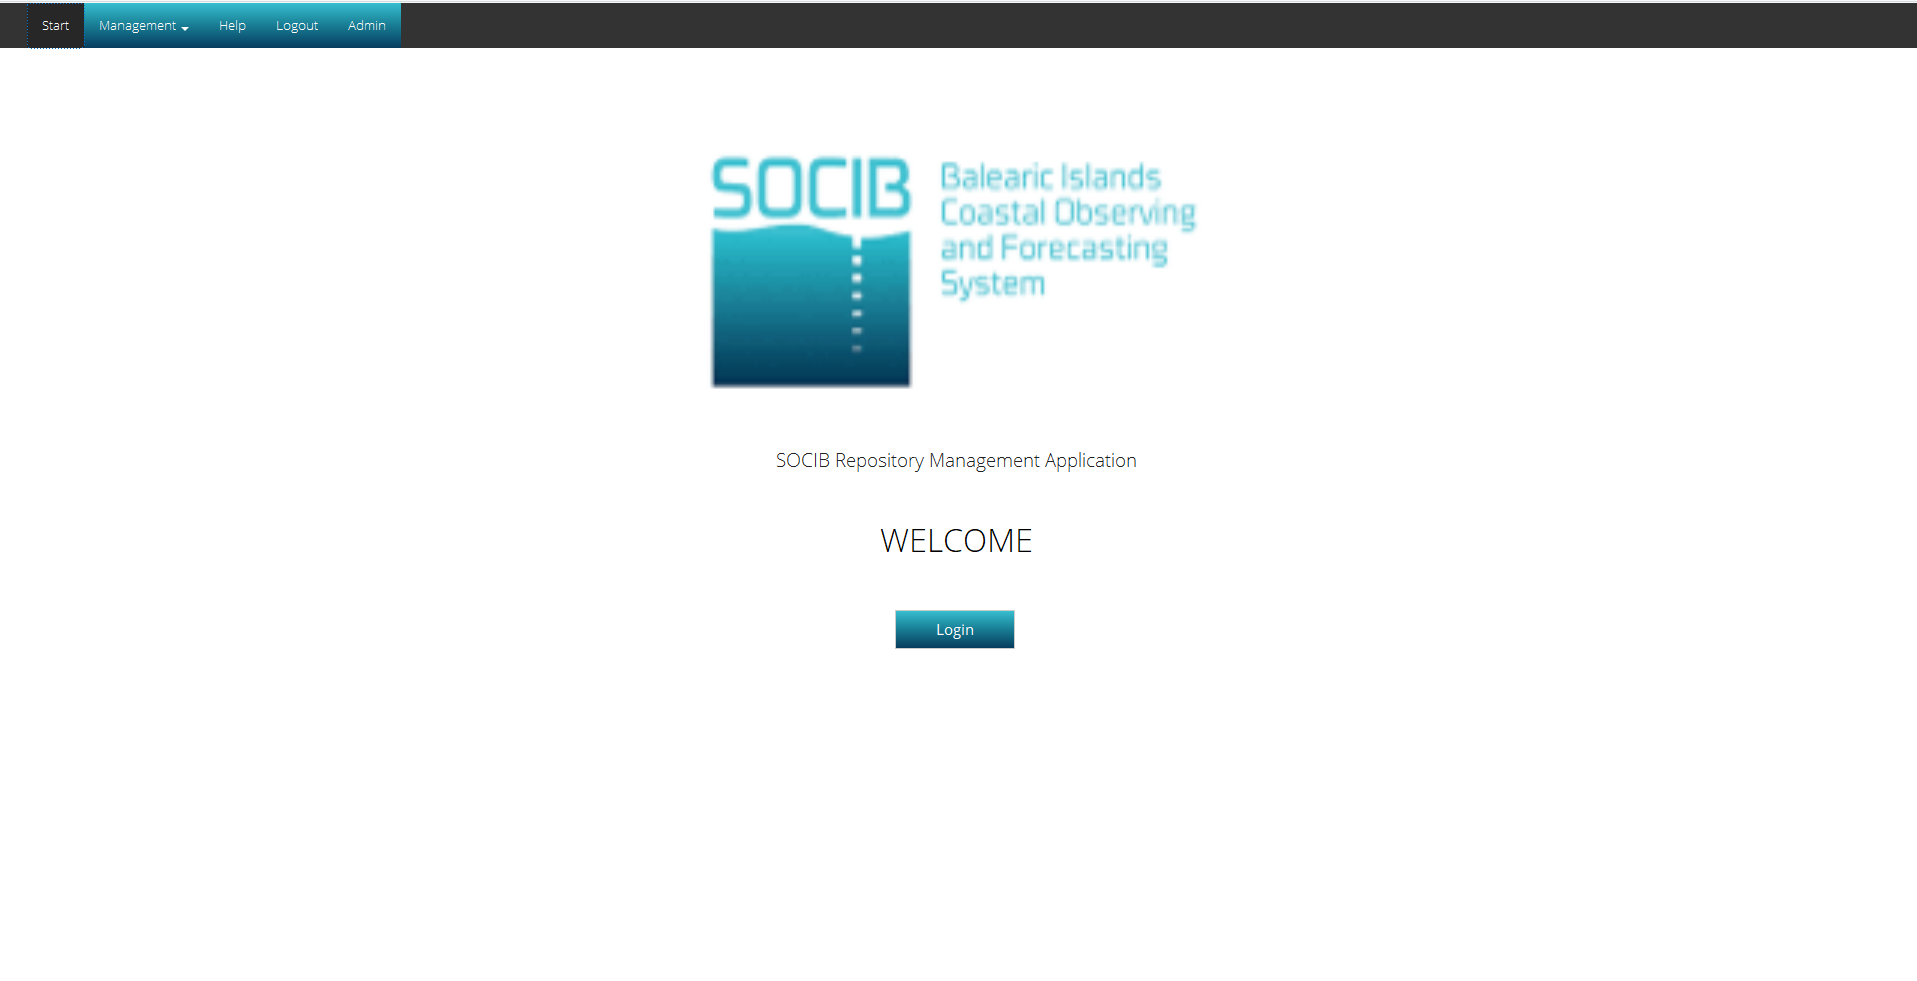 Start Management Help Logout Admin
SOCIB
Balearic Islands
Coastal Observing
and Forecasting
System
SOCIB Repository Management Application
WELCOME
Login